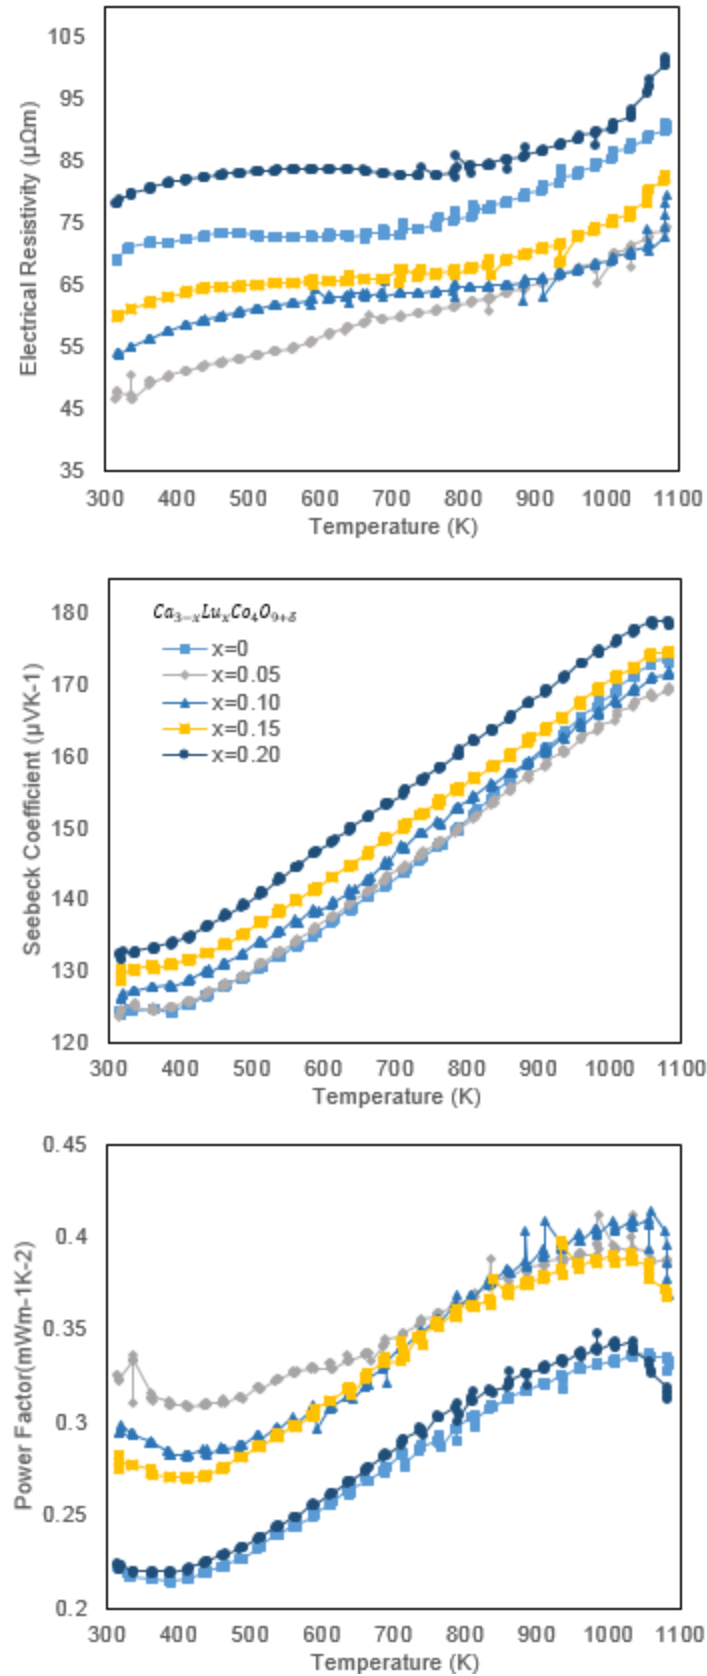 105
95
85
75
65
55
45
35
Electrical Resistivity (µΩm)
300 400 500 600 700 800 900 1000 1100
Temperature (K)
180
170
160
150
140
130
120
Seebeck Coefficient (µVK-1)
Ca₃₋ₓLuₓCo₄O₉₊δ
x=0
x=0.05
x=0.10
x=0.15
x=0.20
300 400 500 600 700 800 900 1000 1100
Temperature (K)
0.45
0.4
0.35
0.3
0.25
0.2
Power Factor(mWm-1K-2)
300 400 500 600 700 800 900 1000 1100
Temperature (K)